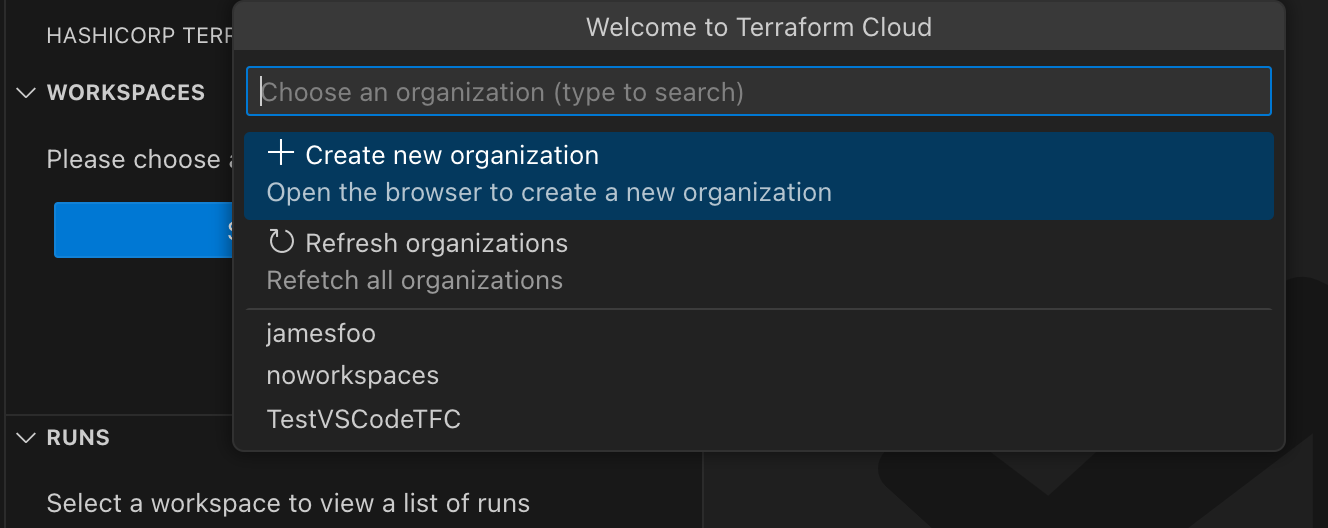 HASHICORP TERR
Welcome to Terraform Cloud
WORKSPACES
Choose an organization (type to search)
Please choose a
Create new organization
Open the browser to create a new organization
Refresh organizations
Refetch all organizations
jamesfoo
noworkspaces
TestVSCodeTFC
RUNS
Select a workspace to view a list of runs